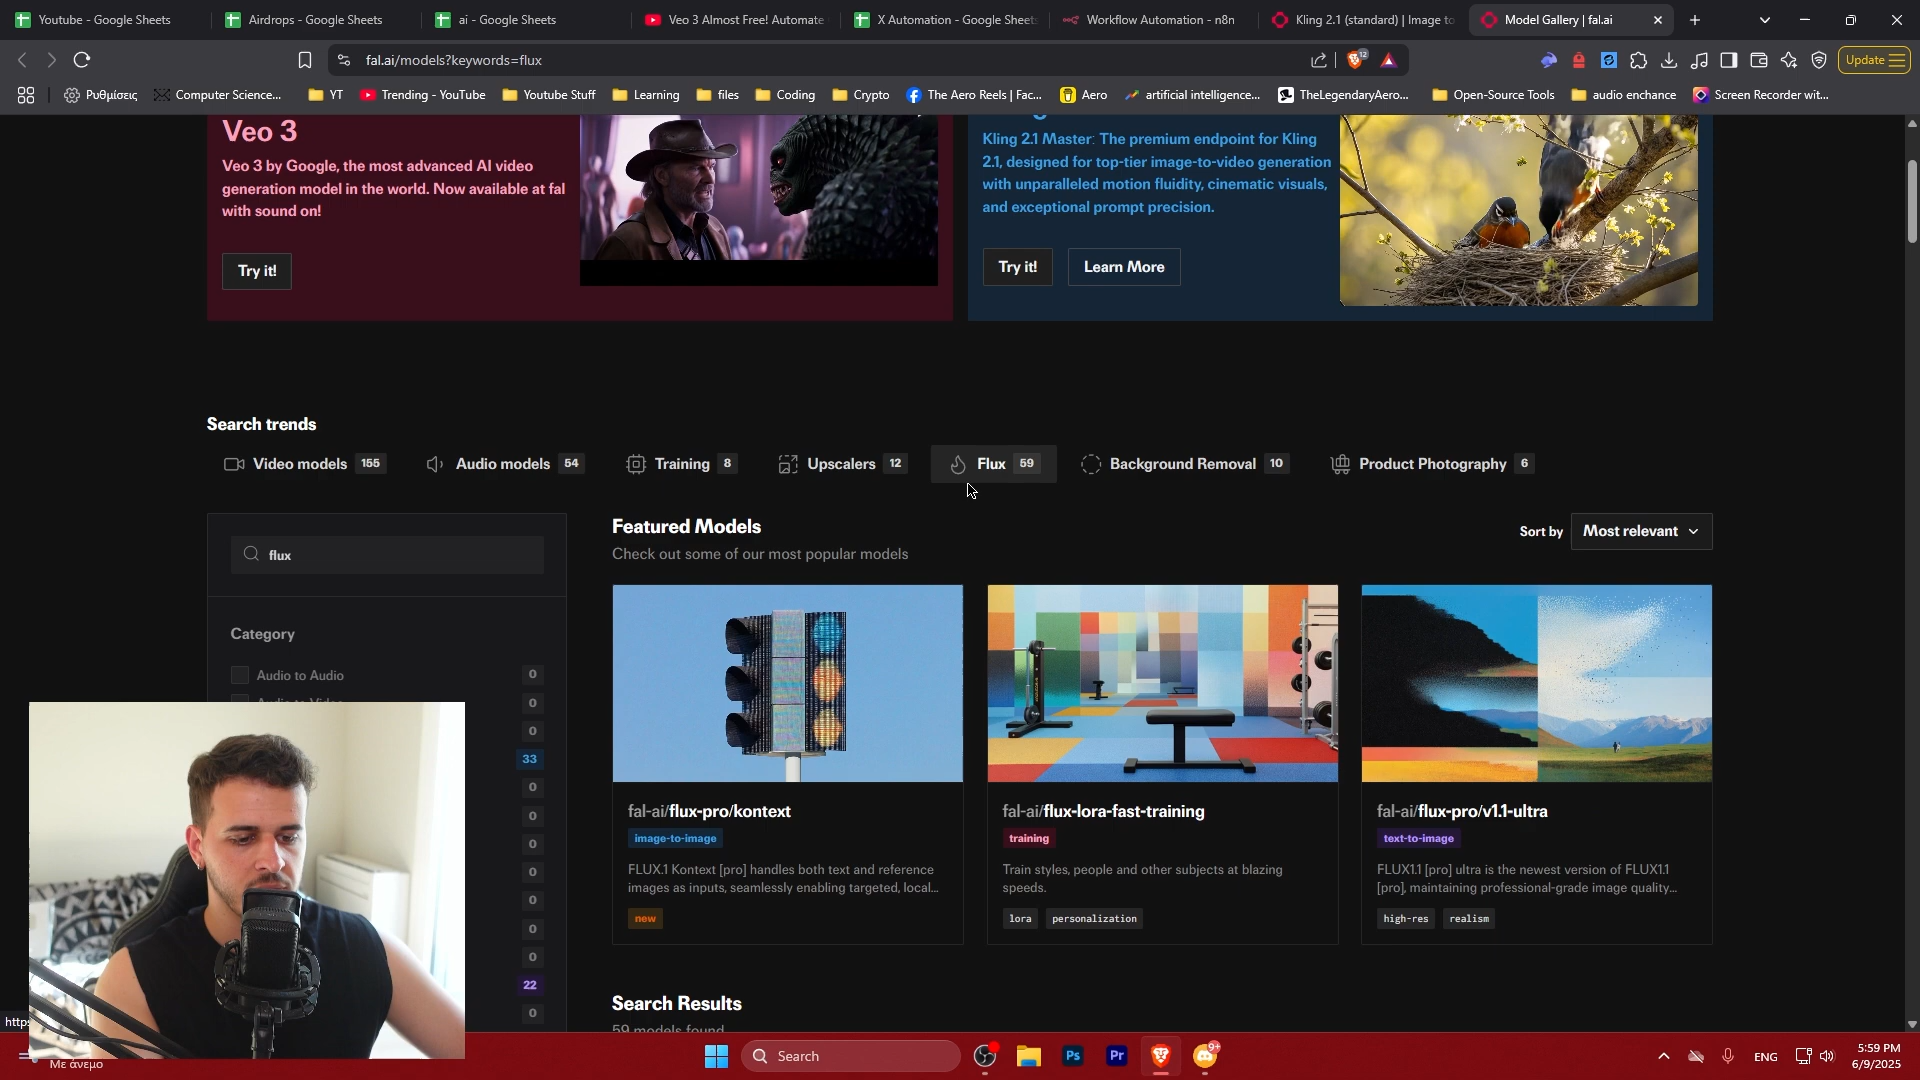 Youtube - Google Sheets
Airdrops - Google Sheets
ai - Google Sheets
Veo 3 Almost Free! Automate
X Automation - Google Sheets
Workflow Automation - n8n
Kling 2.1 (standard) | Image to
Model Gallery | fal.ai
fal.ai/models?keywords=flux
12
Update
Ρυθμίσεις
Computer Science...
YT
Trending - YouTube
Youtube Stuff
Learning
files
Coding
Crypto
The Aero Reels | Fac...
Aero
artificial intelligence...
TheLegendaryAero...
Open-Source Tools
audio enchance
Screen Recorder wit...
Veo 3
Veo 3 by Google, the most advanced AI video
generation model in the world. Now available at fal
with sound on!
Try it!
Kling 2.1 Master: The premium endpoint for Kling
2.1, designed for top-tier image-to-video generation
with unparalleled motion fluidity, cinematic visuals,
and exceptional prompt precision.
Try it!
Learn More
Search trends
Video models 155
Audio models 54
Training 8
Upscalers 12
Flux 59
Background Removal 10
Product Photography 6
flux
Category
Audio to Audio 0
Audio to Video 0
0
33
0
0
0
0
0
0
0
22
0
Featured Models
Check out some of our most popular models
Sort by
Most relevant
fal-ai/flux-pro/kontext
image-to-image
FLUX.1 Kontext [pro] handles both text and reference
images as inputs, seamlessly enabling targeted, local...
new
fal-ai/flux-lora-fast-training
training
Train styles, people and other subjects at blazing
speeds.
lora
personalization
fal-ai/flux-pro/v1.1-ultra
text-to-image
FLUX1.1 [pro] ultra is the newest version of FLUX1.1
[pro], maintaining professional-grade image quality...
high-res
realism
Search Results
59 models found
Με άνεμο
Search
Ps
Pr
9+
ENG
5:59 PM
6/9/2025